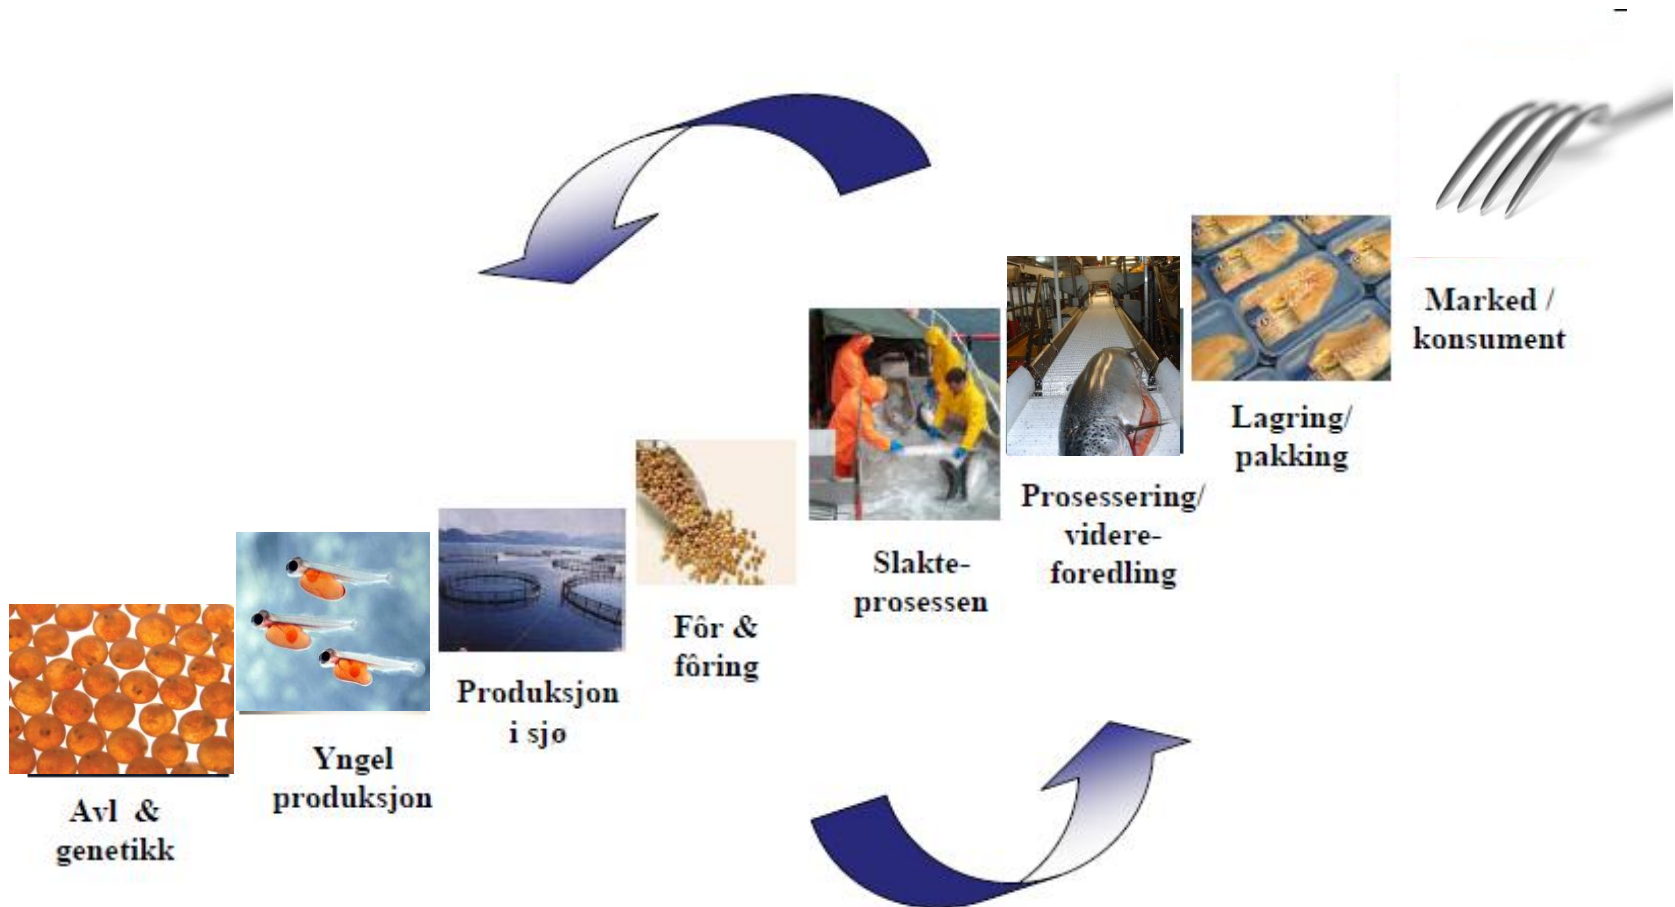 Avl &
genetikk
Yngel
produksjon
Produksjon
i sjø
Fôr &
fôring
Slakte-
prosessen
Prosessering/
videre-
foredling
Lagring/
pakking
Marked /
konsument